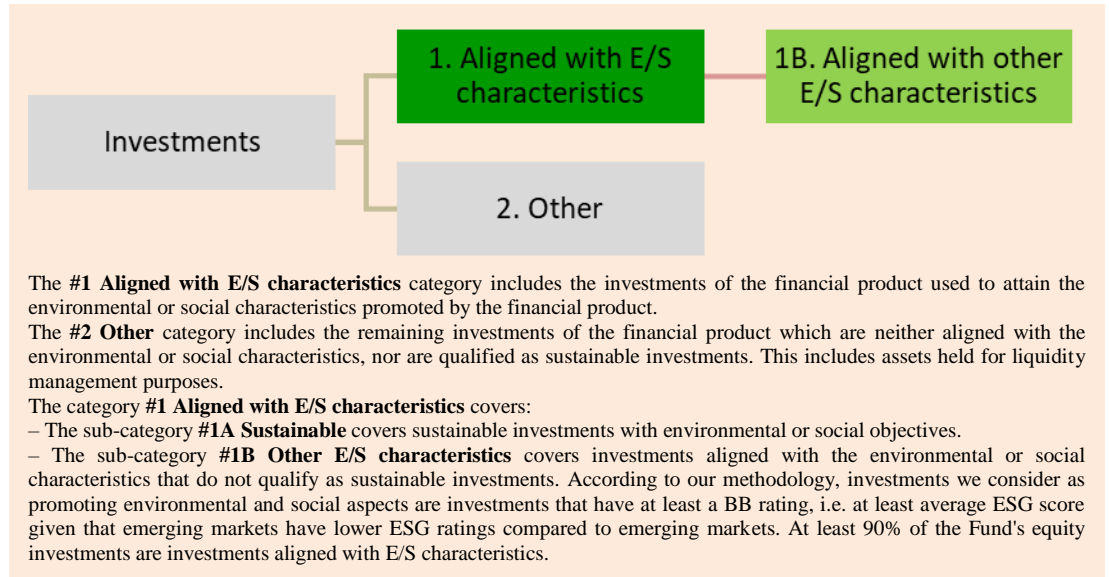 1. Aligned with E/S
characteristics
1B. Aligned with other
E/S characteristics
Investments
2. Other
The #1 Aligned with E/S characteristics category includes the investments of the financial product used to attain the
environmental or social characteristics promoted by the financial product.
The #2 Other category includes the remaining investments of the financial product which are neither aligned with the
environmental or social characteristics, nor are qualified as sustainable investments. This includes assets held for liquidity
management purposes.
The category #1 Aligned with E/S characteristics covers:
– The sub-category #1A Sustainable covers sustainable investments with environmental or social objectives.
– The sub-category #1B Other E/S characteristics covers investments aligned with the environmental or social
characteristics that do not qualify as sustainable investments. According to our methodology, investments we consider as
promoting environmental and social aspects are investments that have at least a BB rating, i.e. at least average ESG score
given that emerging markets have lower ESG ratings compared to emerging markets. At least 90% of the Fund's equity
investments are investments aligned with E/S characteristics.